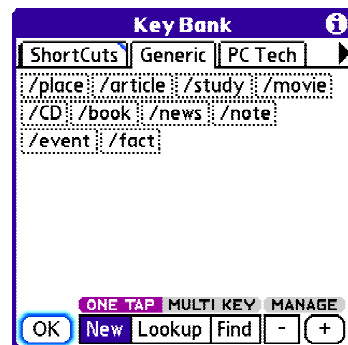 Key Bank i
ShortCuts Generic PC Tech
/place /article /study /movie
/CD /book /news /note
/event /fact
ONE TAP MULTI KEY MANAGE
OK New Lookup Find - +